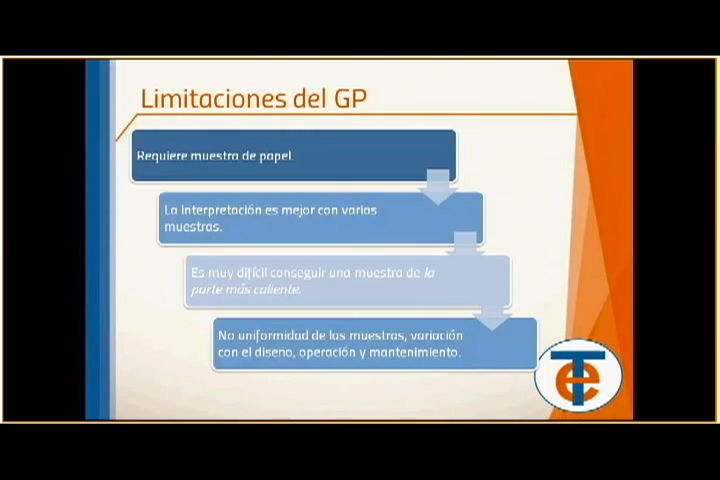 Limitaciones del GP
Requiere muestra de papel.
La interpretación es mejor con varias
muestras.
Es muy difícil conseguir una muestra de la
parte más caliente.
No uniformidad de las muestras, variación
con el diseño, operación y mantenimiento.
Te